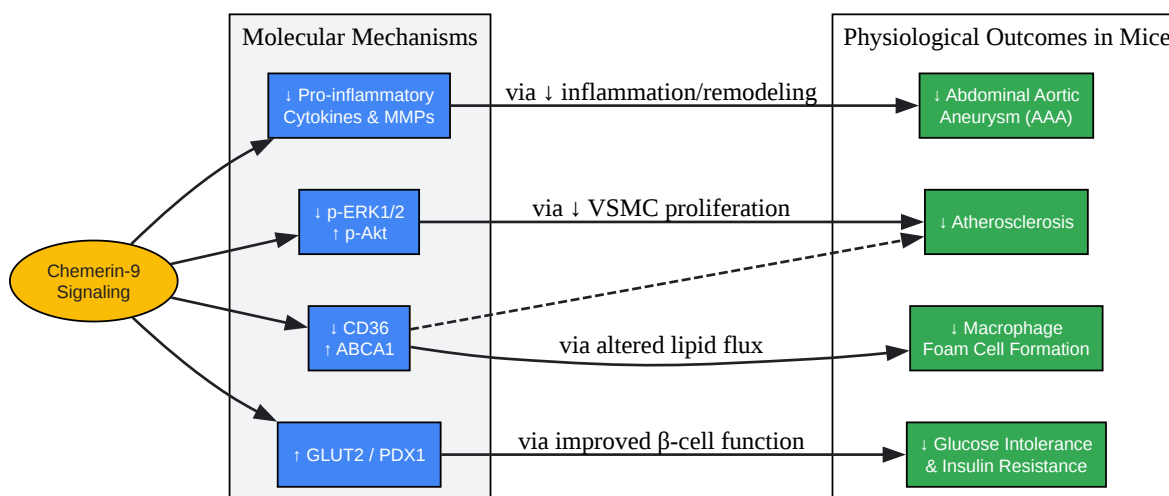 Molecular Mechanisms
Physiological Outcomes in Mice
↓ Pro-inflammatory
Cytokines & MMPs
via ↓ inflammation/remodeling
↓ Abdominal Aortic
Aneurysm (AAA)
↓ p-ERK1/2
↑ p-Akt
via ↓ VSMC proliferation
↓ Atherosclerosis
Chemerin-9
Signaling
↓ CD36
↑ ABCA1
via altered lipid flux
↓ Macrophage
Foam Cell Formation
↑ GLUT2 / PDX1
via improved β-cell function
↓ Glucose Intolerance
& Insulin Resistance